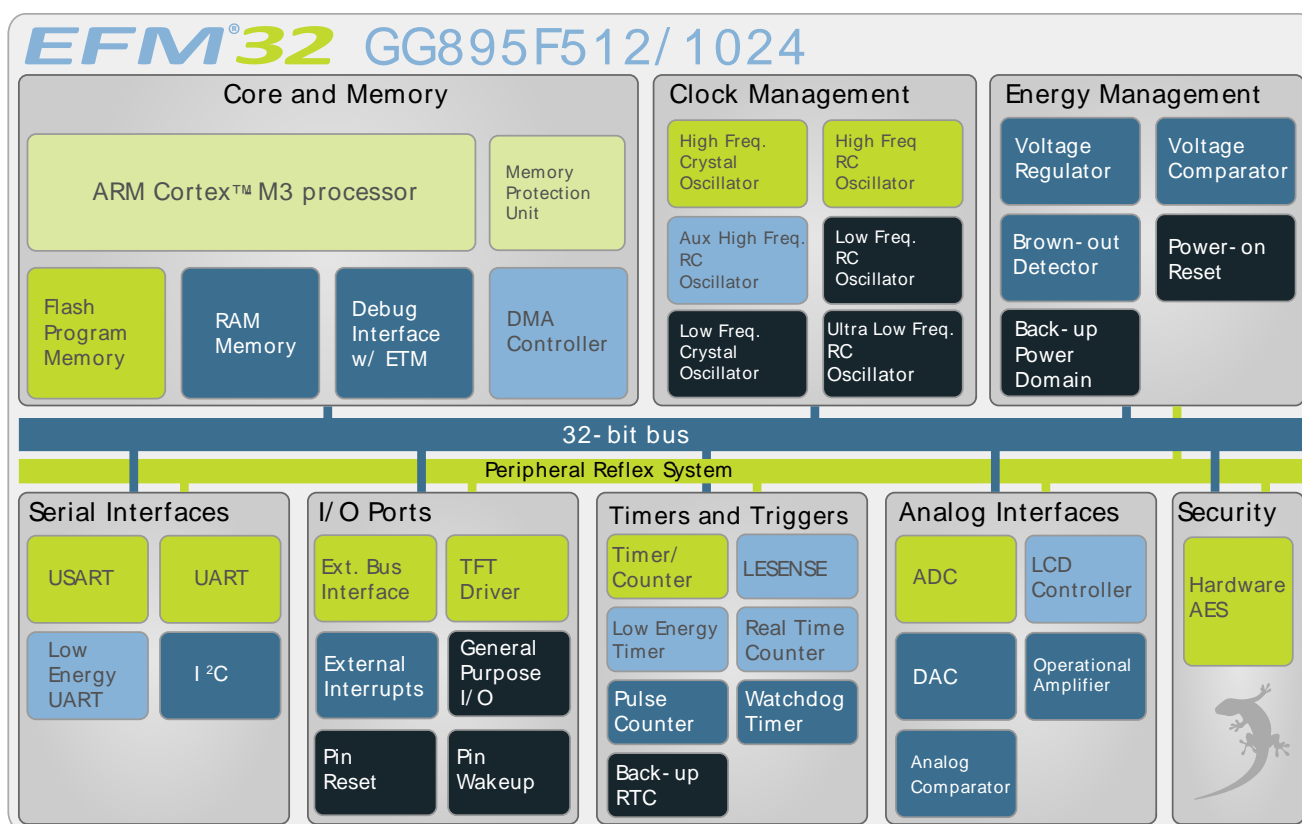 EFM®32 GG895F512/1024
Core and Memory
ARM Cortex™ M3 processor
Memory
Protection
Unit
Flash
Program
Memory
RAM
Memory
Debug
Interface
w/ ETM
DMA
Controller
Clock Management
High Freq.
Crystal
Oscillator
High Freq
RC
Oscillator
Aux High Freq.
RC
Oscillator
Low Freq.
RC
Oscillator
Low Freq.
Crystal
Oscillator
Ultra Low Freq.
RC
Oscillator
Energy Management
Voltage
Regulator
Voltage
Comparator
Brown-out
Detector
Power-on
Reset
Back-up
Power
Domain
32-bit bus
Peripheral Reflex System
Serial Interfaces
USART
UART
Low
Energy
UART
I²C
I/O Ports
Ext. Bus
Interface
TFT
Driver
External
Interrupts
General
Purpose
I/O
Pin
Reset
Pin
Wakeup
Timers and Triggers
Timer/
Counter
LESENSE
Low Energy
Timer
Real Time
Counter
Pulse
Counter
Watchdog
Timer
Back-up
RTC
Analog Interfaces
ADC
LCD
Controller
DAC
Operational
Amplifier
Analog
Comparator
Security
Hardware
AES